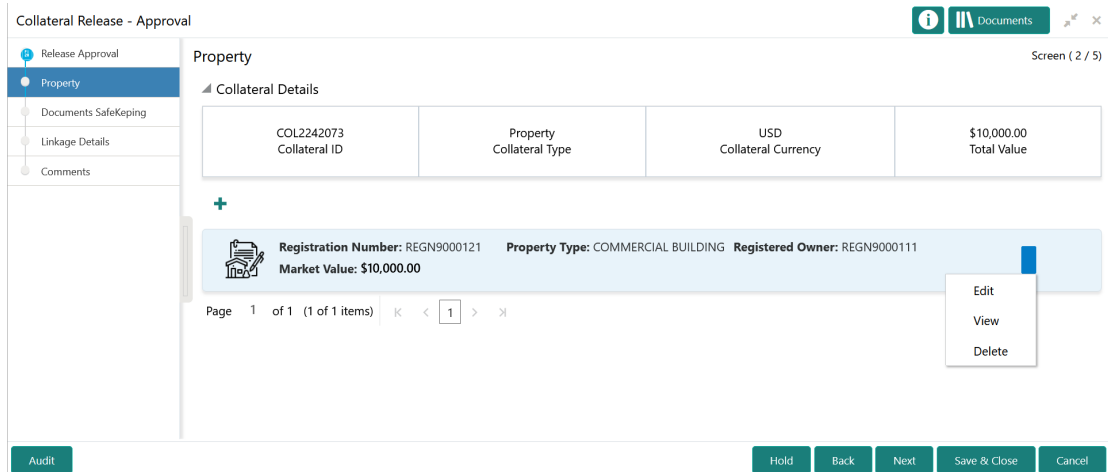 Collateral Release - Approval
Documents
Release Approval
Property
Documents SafeKeping
Linkage Details
Comments
Property
Screen ( 2 / 5)
Collateral Details
COL2242073
Collateral ID
Property
Collateral Type
USD
Collateral Currency
$10,000.00
Total Value
Registration Number: REGN9000121 Property Type: COMMERCIAL BUILDING Registered Owner: REGN9000111
Market Value: $10,000.00
Edit
View
Delete
Page 1 of 1 (1 of 1 items) 1
Audit
Hold Back Next Save & Close Cancel